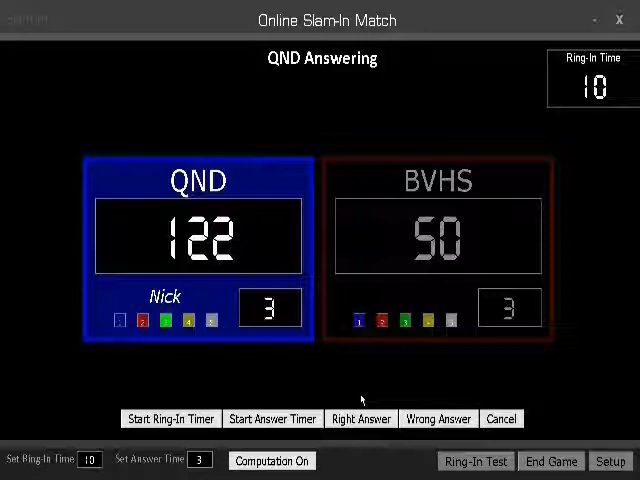 Online Slam-In Match
- X
QND Answering
Ring-In Time
10
QND
BVHS
122
50
Nick
3
3
1 2 3 4 5
1 2 3 4 5
Start Ring-In Timer
Start Answer Timer
Right Answer
Wrong Answer
Cancel
Set Ring-In Time 10
Set Answer Time 3
Computation On
Ring-In Test
End Game
Setup